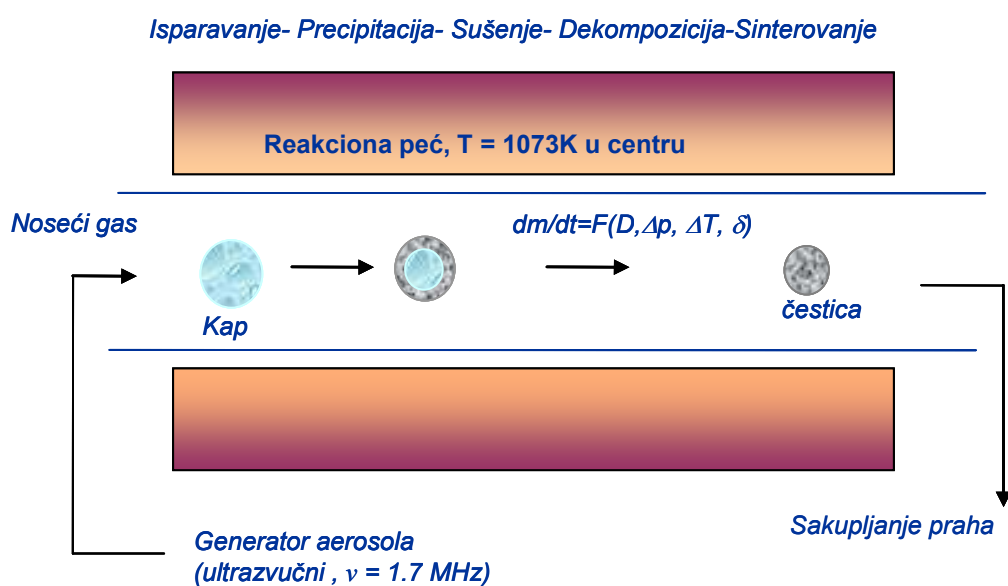 Isparavanje- Precipitacija- Sušenje- Dekompozicija-Sinterovanje
Reakciona peć, T = 1073K u centru
Noseći gas
dm/dt=F(D,Δp, ΔT, δ)
Kap
čestica
Sakupljanje praha
Generator aerosola
(ultrazvučni , ν = 1.7 MHz)